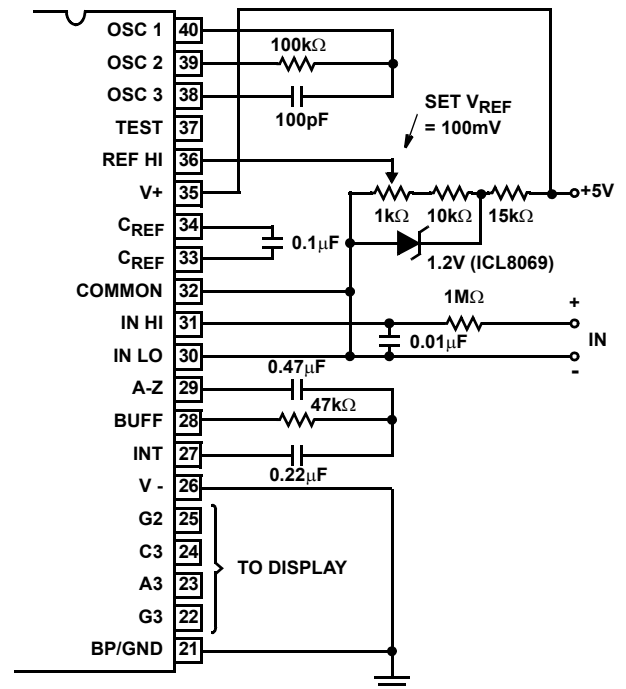 OSC 1 40
100kΩ
OSC 2 39
OSC 3 38
100pF
SET VREF
= 100mV
TEST 37
REF HI 36
V+ 35
+5V
1kΩ 10kΩ 15kΩ
CREF 34
0.1µF
CREF 33
1.2V (ICL8069)
COMMON 32
1MΩ
+
IN HI 31
0.01µF
IN
IN LO 30
-
0.47µF
A-Z 29
47kΩ
BUFF 28
INT 27
0.22µF
V - 26
G2 25
C3 24
TO DISPLAY
A3 23
G3 22
BP/GND 21